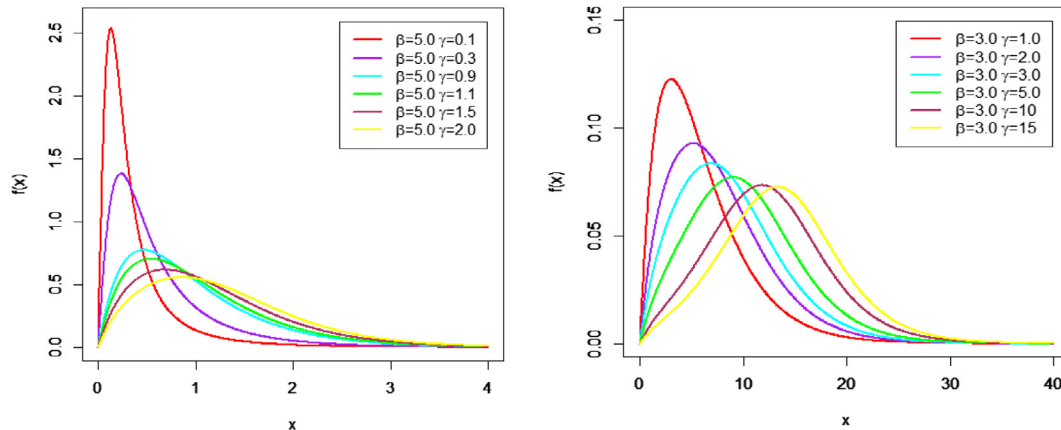 2.5
2.0
1.5
1.0
0.5
0.0
f(x)
β=5.0 γ=0.1
β=5.0 γ=0.3
β=5.0 γ=0.9
β=5.0 γ=1.1
β=5.0 γ=1.5
β=5.0 γ=2.0
0 1 2 3 4
x
0.15
0.10
0.05
0.00
f(x)
β=3.0 γ=1.0
β=3.0 γ=2.0
β=3.0 γ=3.0
β=3.0 γ=5.0
β=3.0 γ=10
β=3.0 γ=15
0 10 20 30 40
x